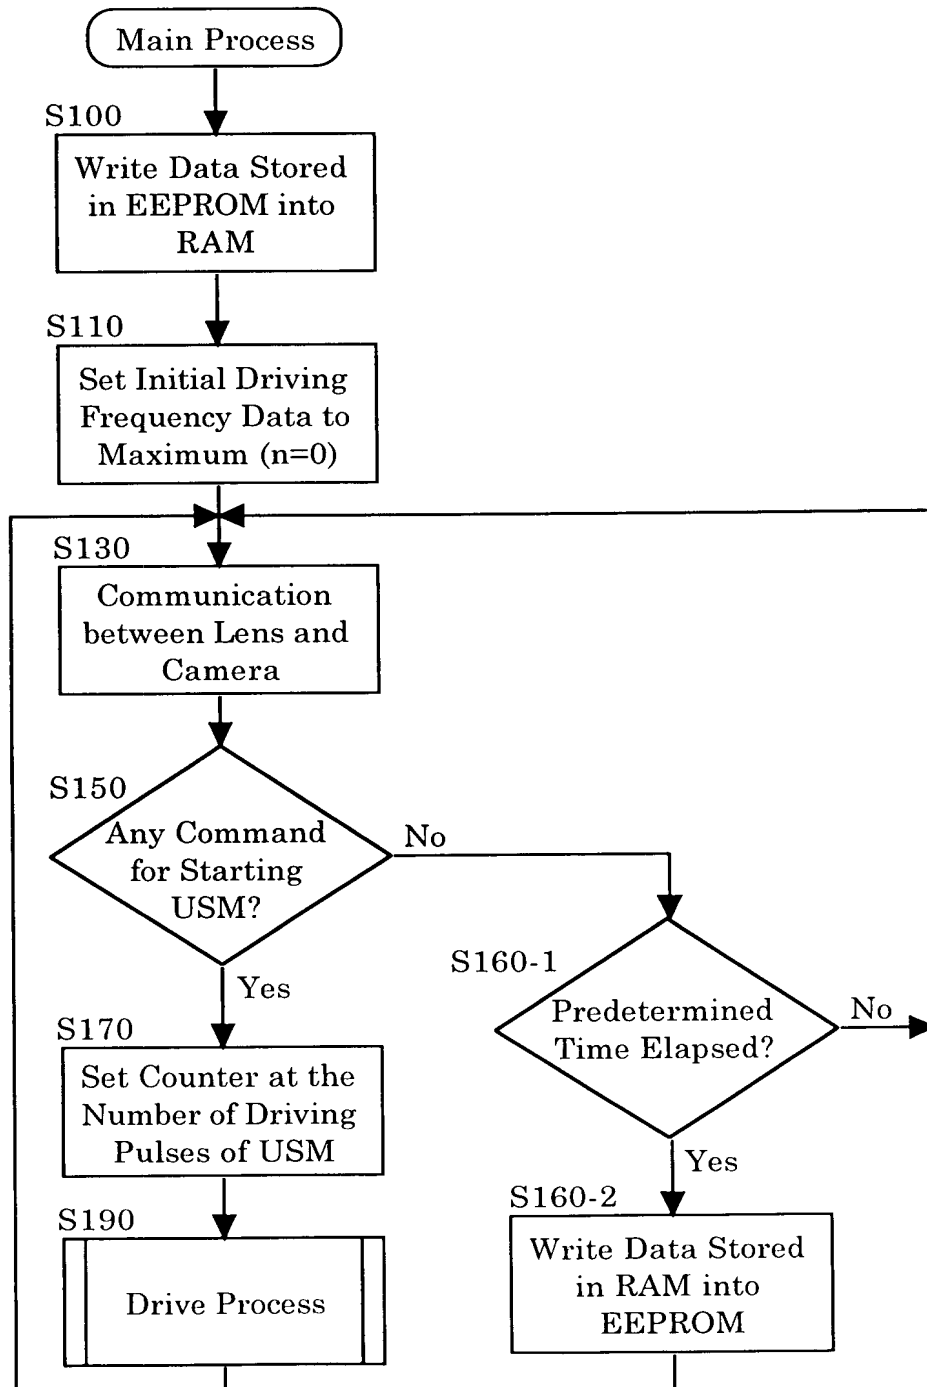 Main Process
S100
Write Data Stored
in EEPROM into
RAM
S110
Set Initial Driving
Frequency Data to
Maximum (n=0)
S130
Communication
between Lens and
Camera
S150
Any Command
for Starting
USM?
No
Yes
S160-1
Predetermined
Time Elapsed?
No
Yes
S170
Set Counter at the
Number of Driving
Pulses of USM
S160-2
Write Data Stored
in RAM into
EEPROM
S190
Drive Process